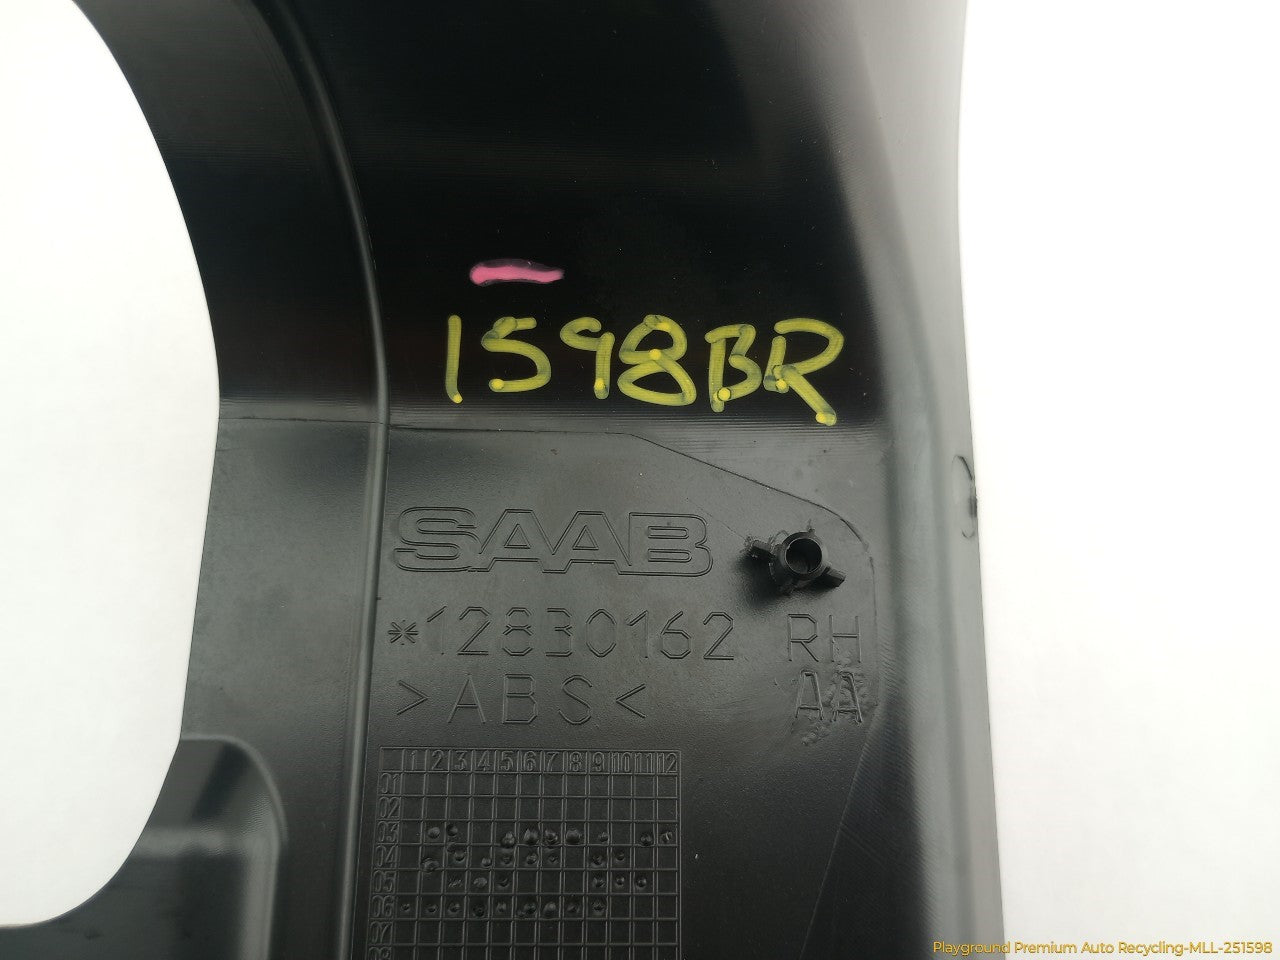 1598BR
SAAB
*12830162 RH
>ABS< AA
1 2 3 4 5 6 7 8 9 10 11 12
01
02
03
04
05
06
07
Playground Premium Auto Recycling-MLL-251598